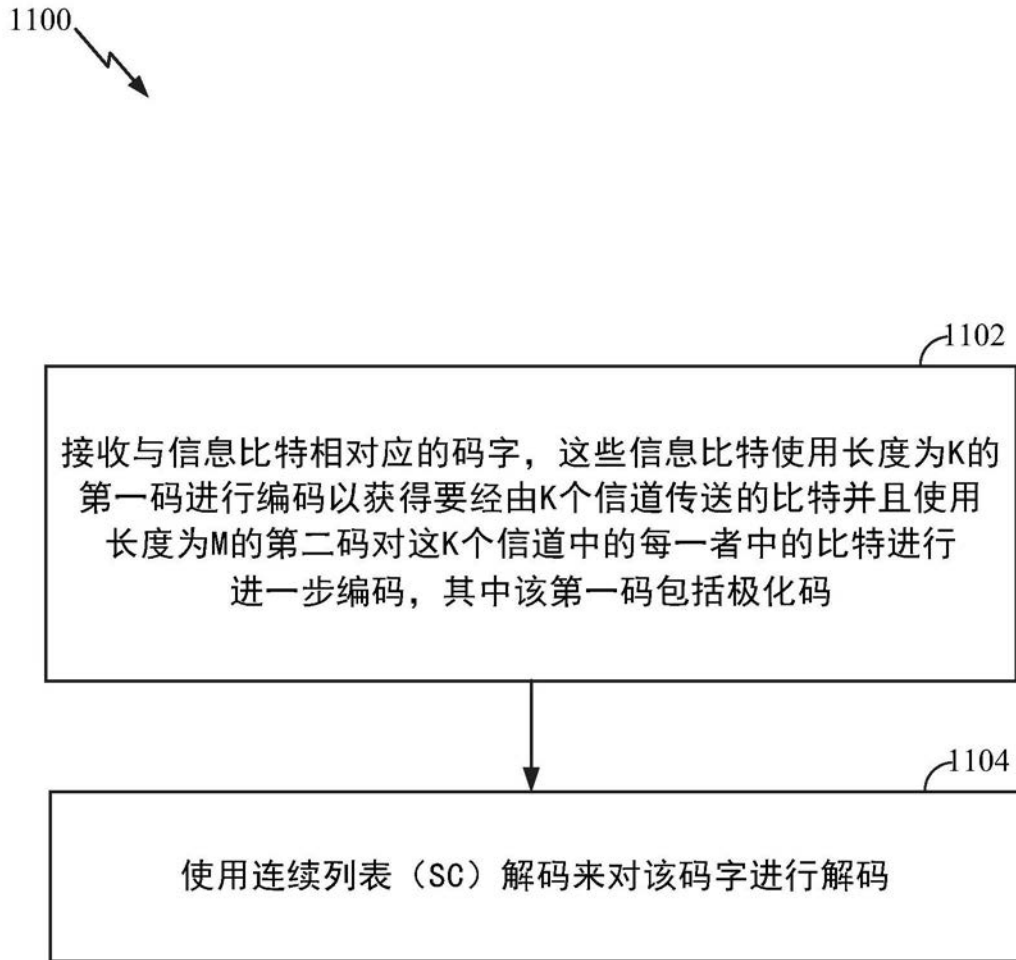 1100
1102
接收与信息比特相对应的码字，这些信息比特使用长度为K的
第一码进行编码以获得要经由K个信道传送的比特并且使用
长度为M的第二码对这K个信道中的每一者中的比特进行
进一步编码，其中该第一码包括极化码
1104
使用连续列表（SC）解码来对该码字进行解码